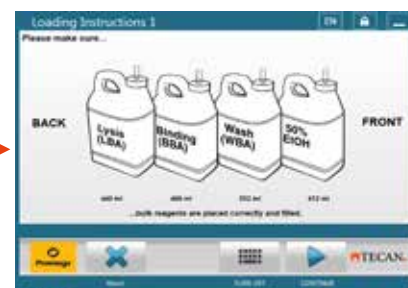 Loading Instructions 1
EN
Please make sure...
BACK
Lysis
(LBA)
Binding
(BBA)
Wash
(WBA)
50%
EtOH
FRONT
...bulk reagents are placed correctly and filled.
Promega
TECAN.